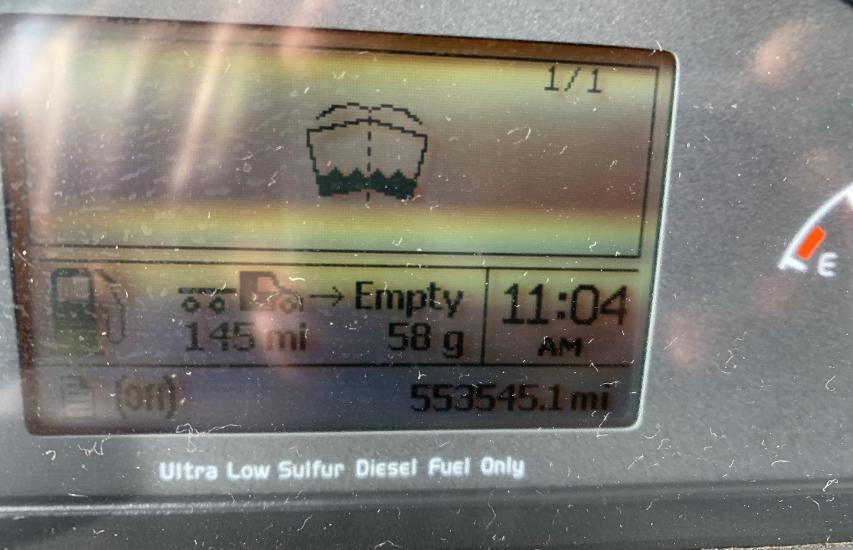 1/1
→ Empty
145 mi 58 g
11:04
AM
(Off) 553545.1 mi
E
Ultra Low Sulfur Diesel Fuel Only